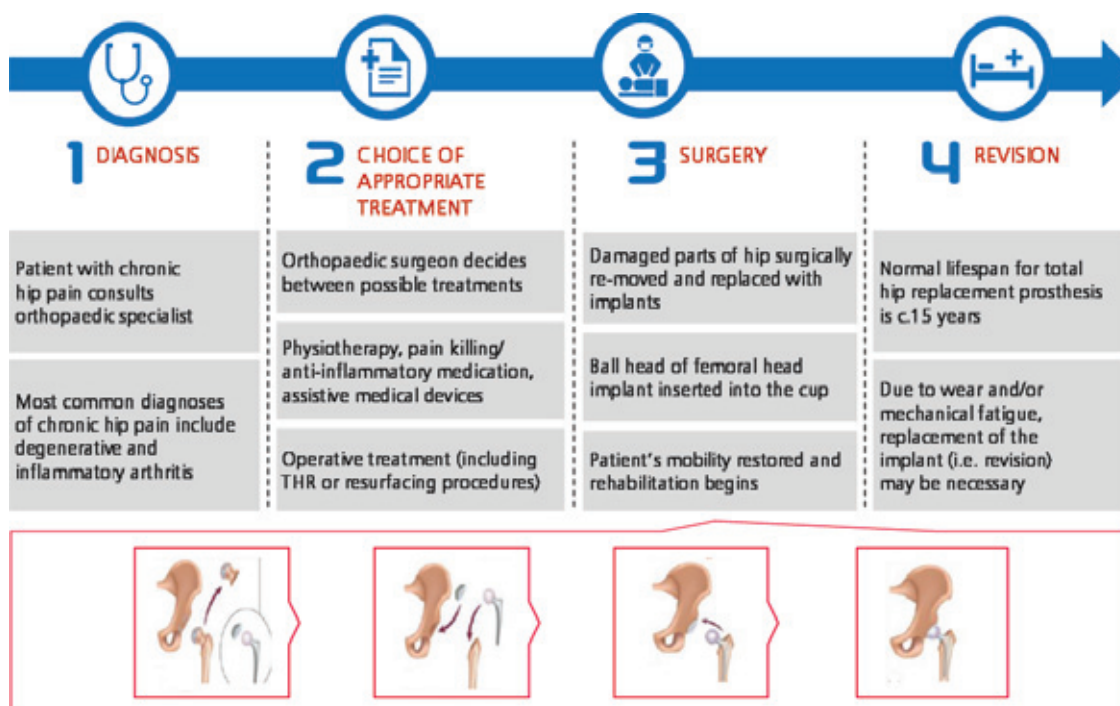 1 DIAGNOSIS
Patient with chronic
hip pain consults
orthopaedic specialist
Most common diagnoses
of chronic hip pain include
degenerative and
inflammatory arthritis
2 CHOICE OF
APPROPRIATE
TREATMENT
Orthopaedic surgeon decides
between possible treatments
Physiotherapy, pain killing/
anti-inflammatory medication,
assistive medical devices
Operative treatment (including
THR or resurfacing procedures)
3 SURGERY
Damaged parts of hip surgically
re-moved and replaced with
implants
Ball head of femoral head
implant inserted into the cup
Patient's mobility restored and
rehabilitation begins
4 REVISION
Normal lifespan for total
hip replacement prosthesis
is c.15 years
Due to wear and/or
mechanical fatigue,
replacement of the
implant (i.e. revision)
may be necessary